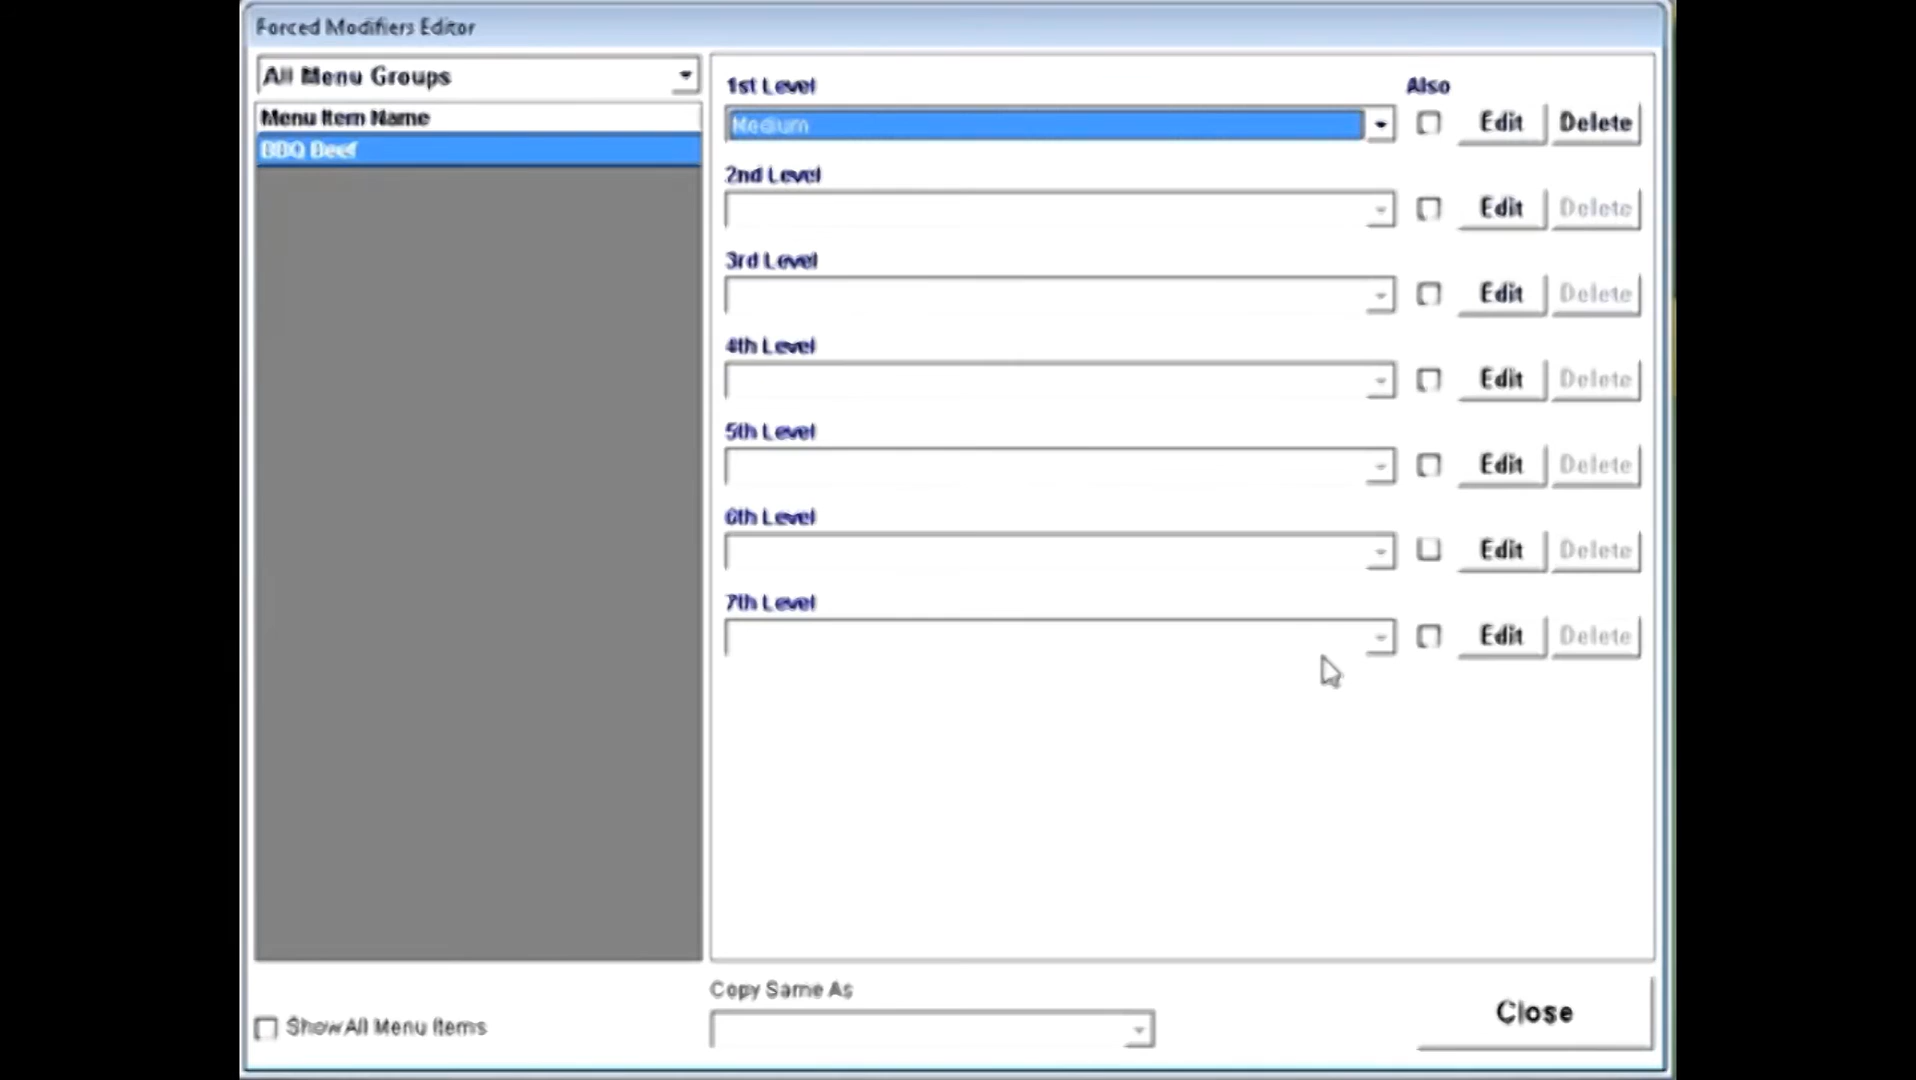 Forced Modifiers Editor
All Menu Groups
Menu Item Name
BBQ Beef
1st Level
Also
Medium
Edit
Delete
2nd Level
Edit
Delete
3rd Level
Edit
Delete
4th Level
Edit
Delete
5th Level
Edit
Delete
6th Level
Edit
Delete
7th Level
Edit
Delete
Copy Same As
Show All Menu Items
Close